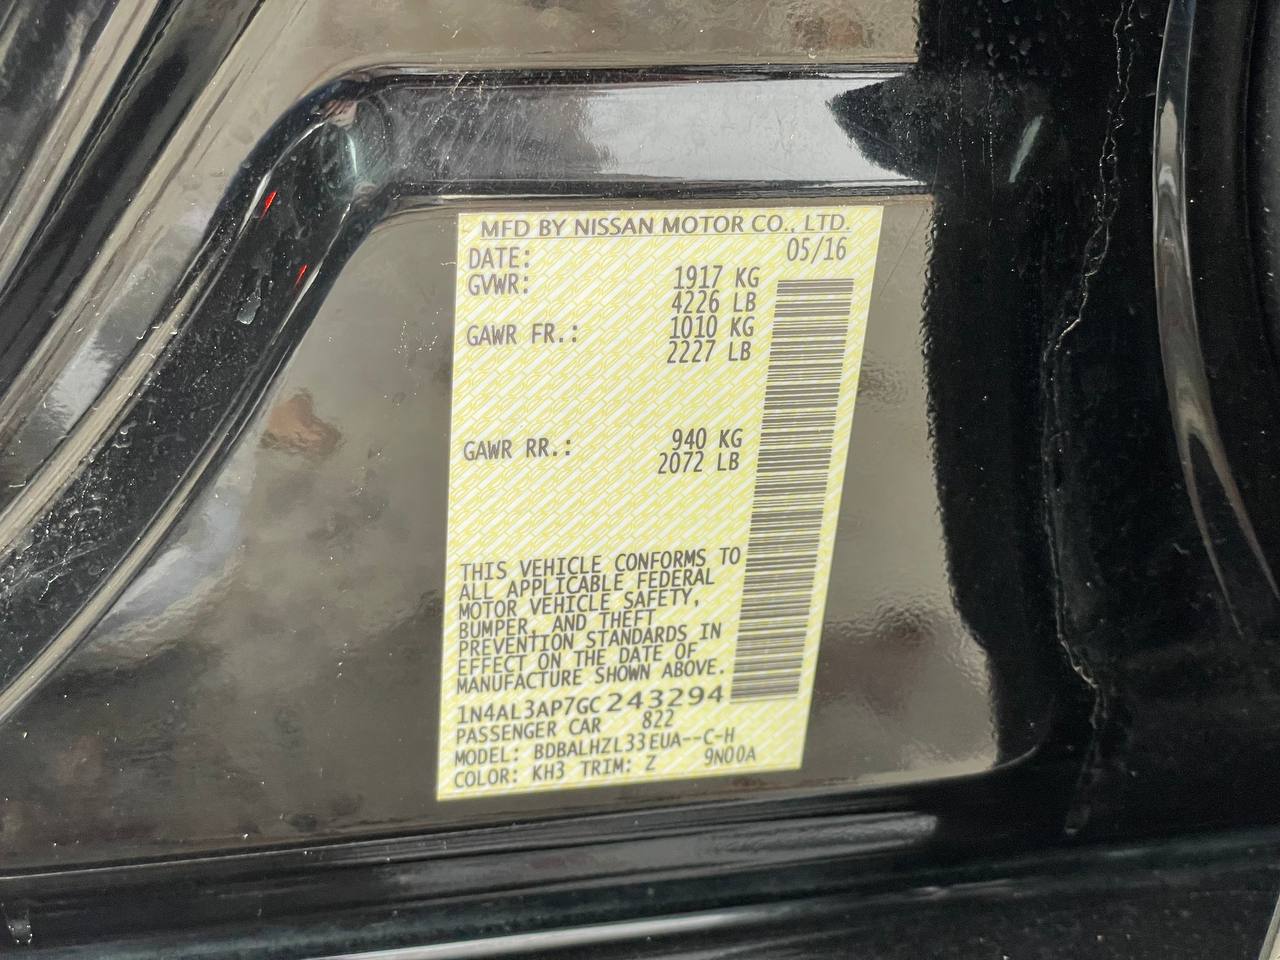 MFD BY NISSAN MOTOR CO., LTD.
DATE: 05/16
GVWR: 1917 KG
4226 LB
GAWR FR.: 1010 KG
2227 LB
GAWR RR.: 940 KG
2072 LB
THIS VEHICLE CONFORMS TO
ALL APPLICABLE FEDERAL
MOTOR VEHICLE SAFETY,
BUMPER, AND THEFT
PREVENTION STANDARDS IN
EFFECT ON THE DATE OF
MANUFACTURE SHOWN ABOVE.
1N4AL3AP7GC243294
PASSENGER CAR 822
MODEL: BDBALHZL33EUA--C-H
COLOR: KH3 TRIM: Z 9N00A